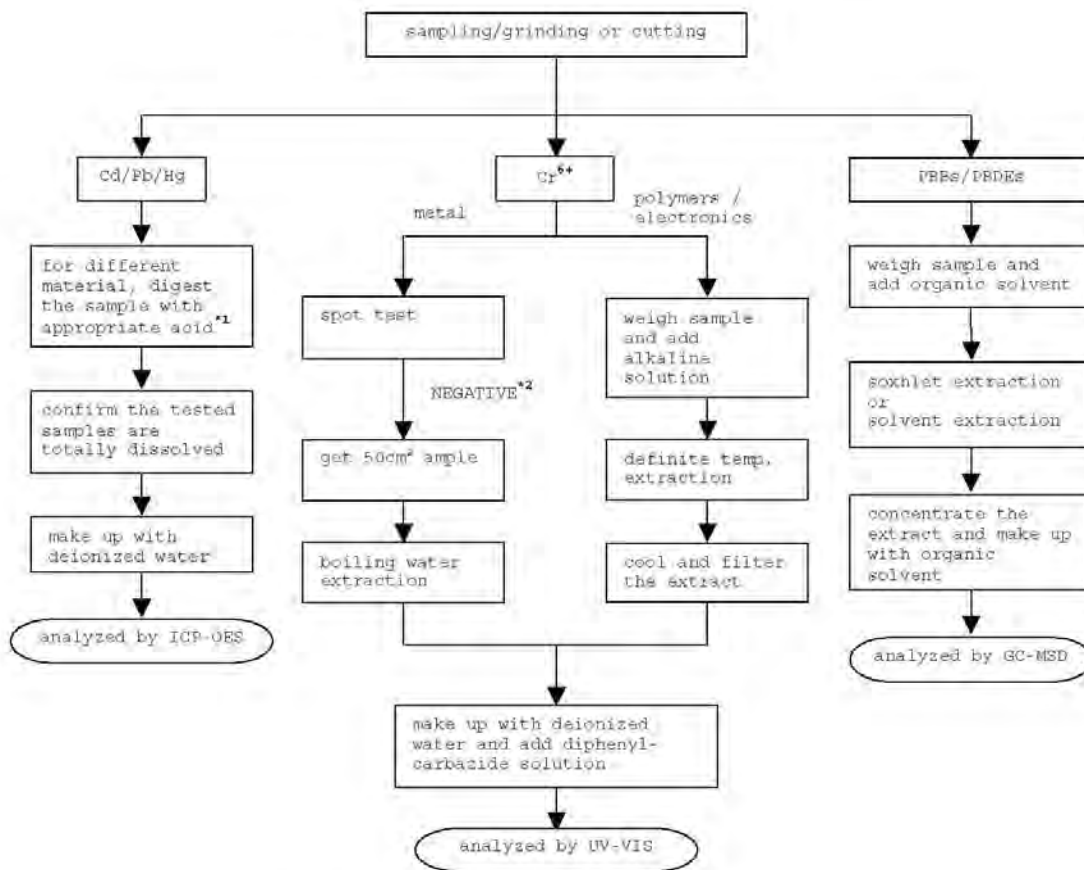 sampling/grinding or cutting
Cd/Pb/Hg
for different
material, digest
the sample with
appropriate acid*1
confirm the tested
samples are
totally dissolved
make up with
deionized water
analyzed by ICP-OES
Cr6+
metal
polymers /
electronics
spot test
NEGATIVE*2
get 50cm² ample
boiling water
extraction
weigh sample
and add
alkaline
solution
definite temp.
extraction
cool and filter
the extract
make up with deionized
water and add diphenyl-
carbazide solution
analyzed by UV-VIS
PBBs/PBDEs
weigh sample and
add organic solvent
soxhlet extraction
or
solvent extraction
concentrate the
extract and make up
with organic
solvent
analyzed by GC-MSD